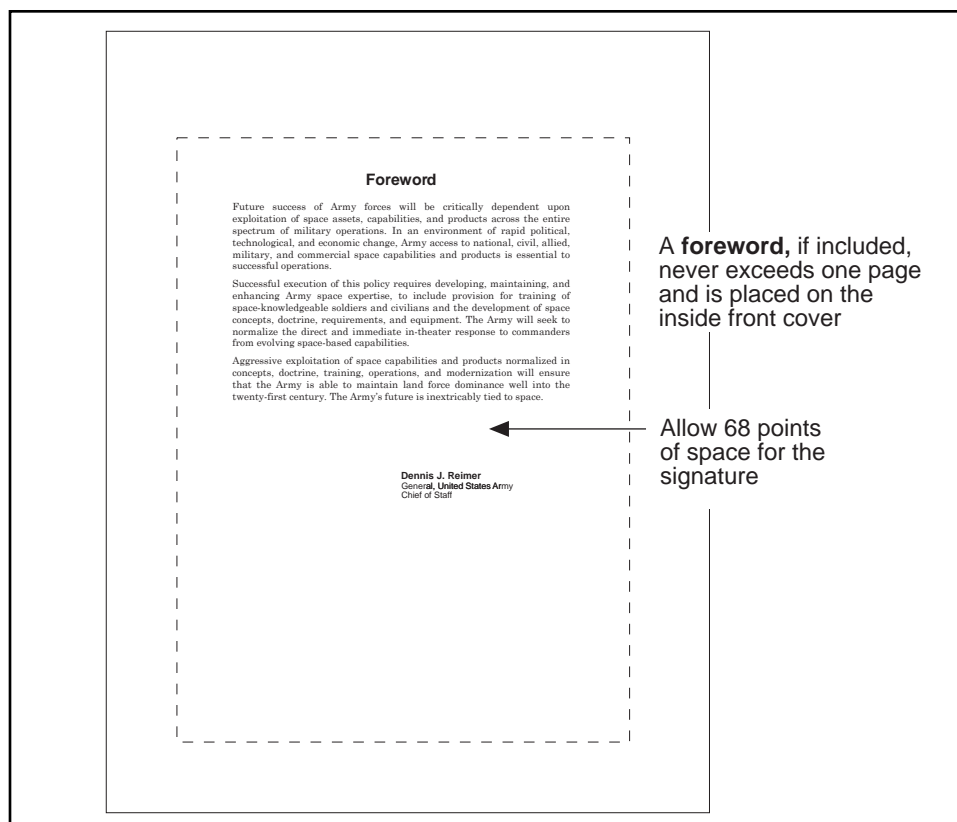 Foreword
Future success of Army forces will be critically dependent upon
exploitation of space assets, capabilities, and products across the entire
spectrum of military operations. In an environment of rapid political,
technological, and economic change, Army access to national, civil, allied,
military, and commercial space capabilities and products is essential to
successful operations.
Successful execution of this policy requires developing, maintaining, and
enhancing Army space expertise, to include provision for training of
space-knowledgeable soldiers and civilians and the development of space
concepts, doctrine, requirements, and equipment. The Army will seek to
normalize the direct and immediate in-theater response to commanders
from evolving space-based capabilities.
Aggressive exploitation of space capabilities and products normalized in
concepts, doctrine, training, operations, and modernization will ensure
that the Army is able to maintain land force dominance well into the
twenty-first century. The Army’s future is inextricably tied to space.
Dennis J. Reimer
General, United States Army
Chief of Staff
A foreword, if included,
never exceeds one page
and is placed on the
inside front cover
Allow 68 points
of space for the
signature